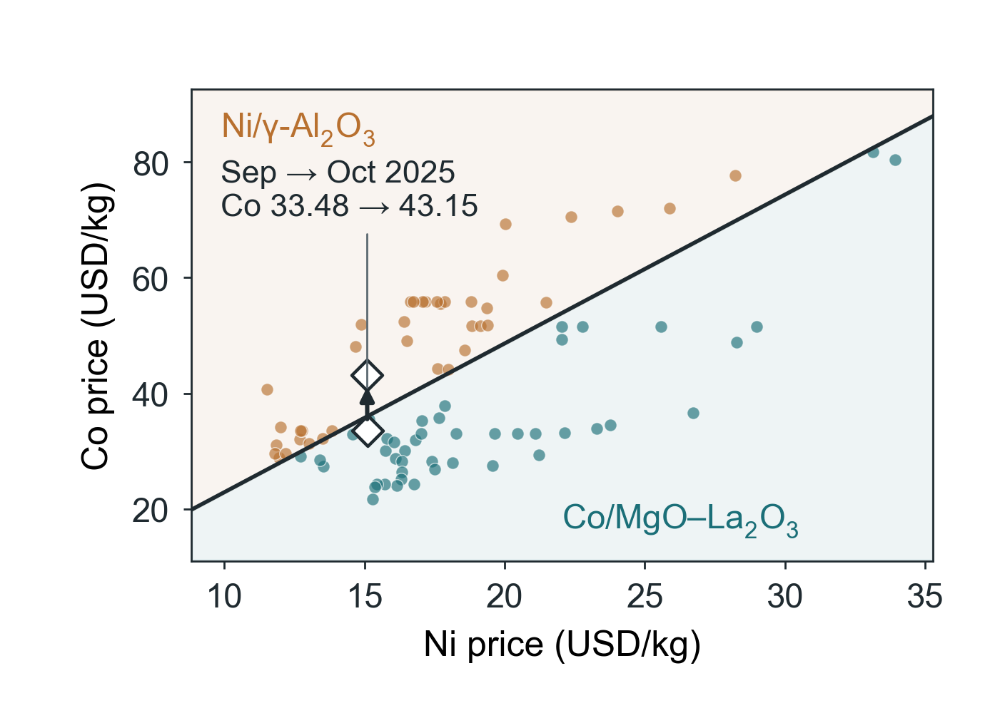 Ni/γ-Al₂O₃
Sep → Oct 2025
Co 33.48 → 43.15
Co/MgO–La₂O₃
80
60
40
20
Co price (USD/kg)
10 15 20 25 30 35
Ni price (USD/kg)